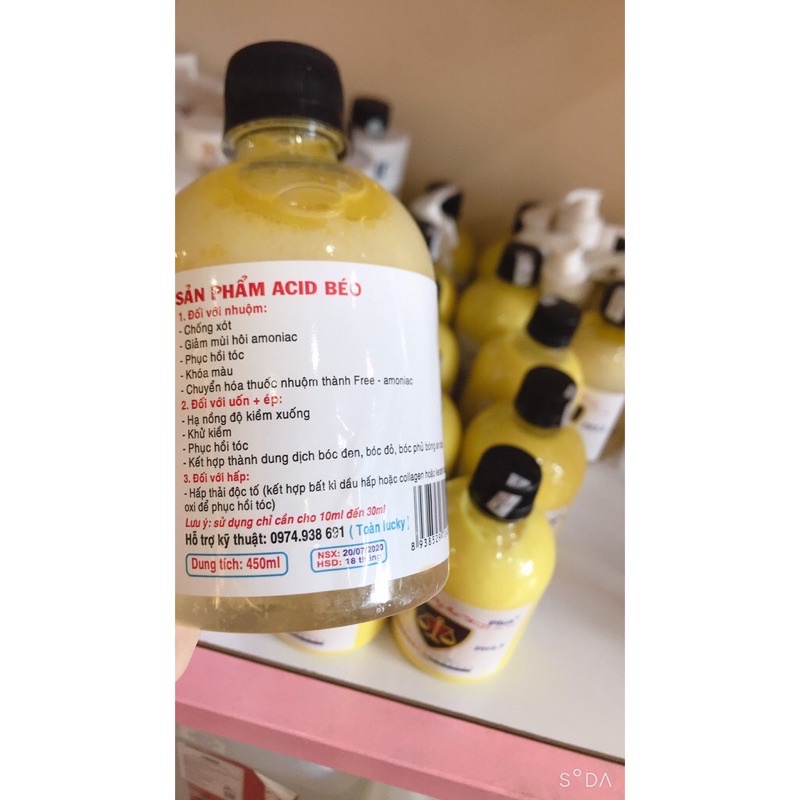 SẢN PHẨM ACID BÉO
1. Đối với nhuộm:
- Chống xót
- Giảm mùi hôi amoniac
- Phục hồi tóc
- Khóa màu
- Chuyển hóa thuốc nhuộm thành Free - amoniac
2. Đối với uốn + ép:
- Hạ nồng độ kiềm xuống
- Khử kiềm
- Phục hồi tóc
- Kết hợp thành dung dịch bóc đen, bóc đỏ, bóc phủ bóng
3. Đối với hấp:
- Hấp thải độc tố (kết hợp bất kì dầu hấp hoặc collagen hoặc
oxi để phục hồi tóc)
Lưu ý: sử dụng chỉ cần cho 10ml đến 30ml
Hỗ trợ kỹ thuật: 0974.938 691 ( Toàn lucky )
Dung tích: 450ml
NSX: 20/07/2020
HSD: 18 tháng
SºDA